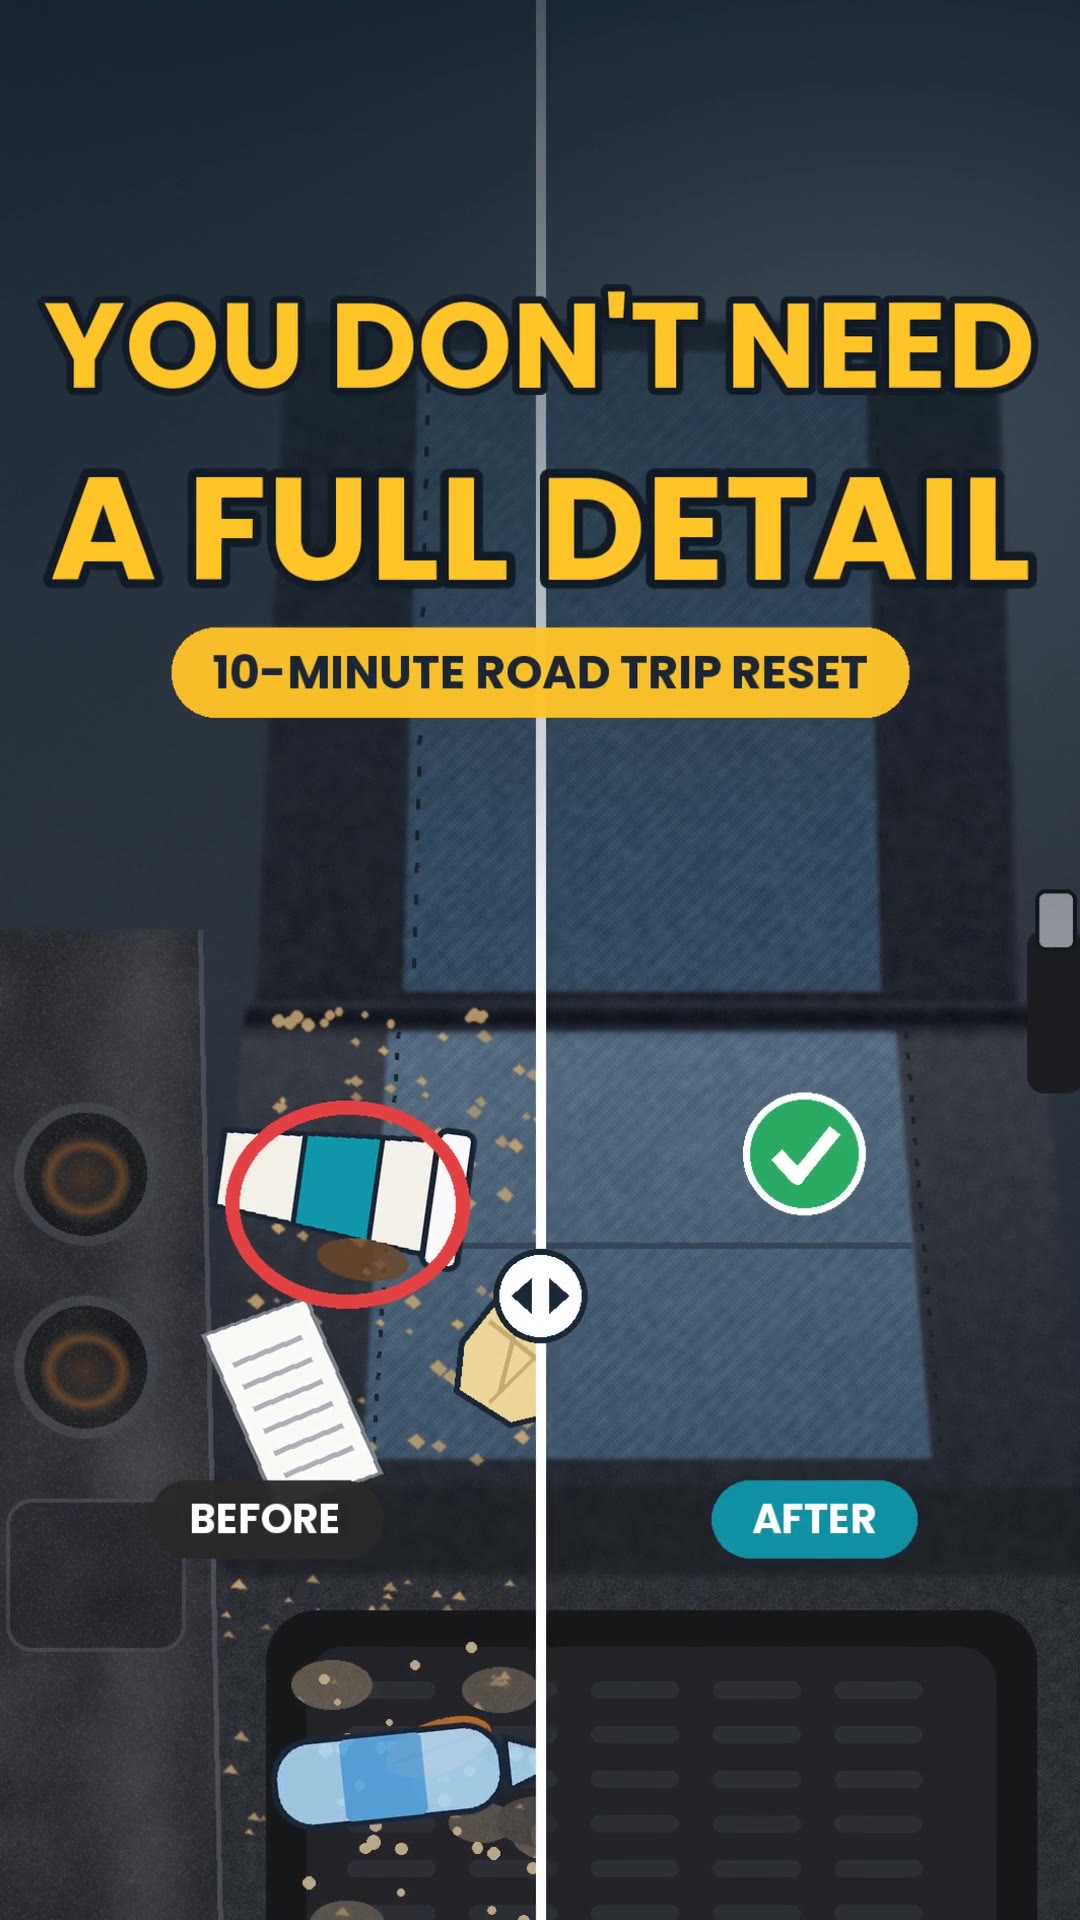 YOU DON'T NEED
A FULL DETAIL
10-MINUTE ROAD TRIP RESET
BEFORE
AFTER